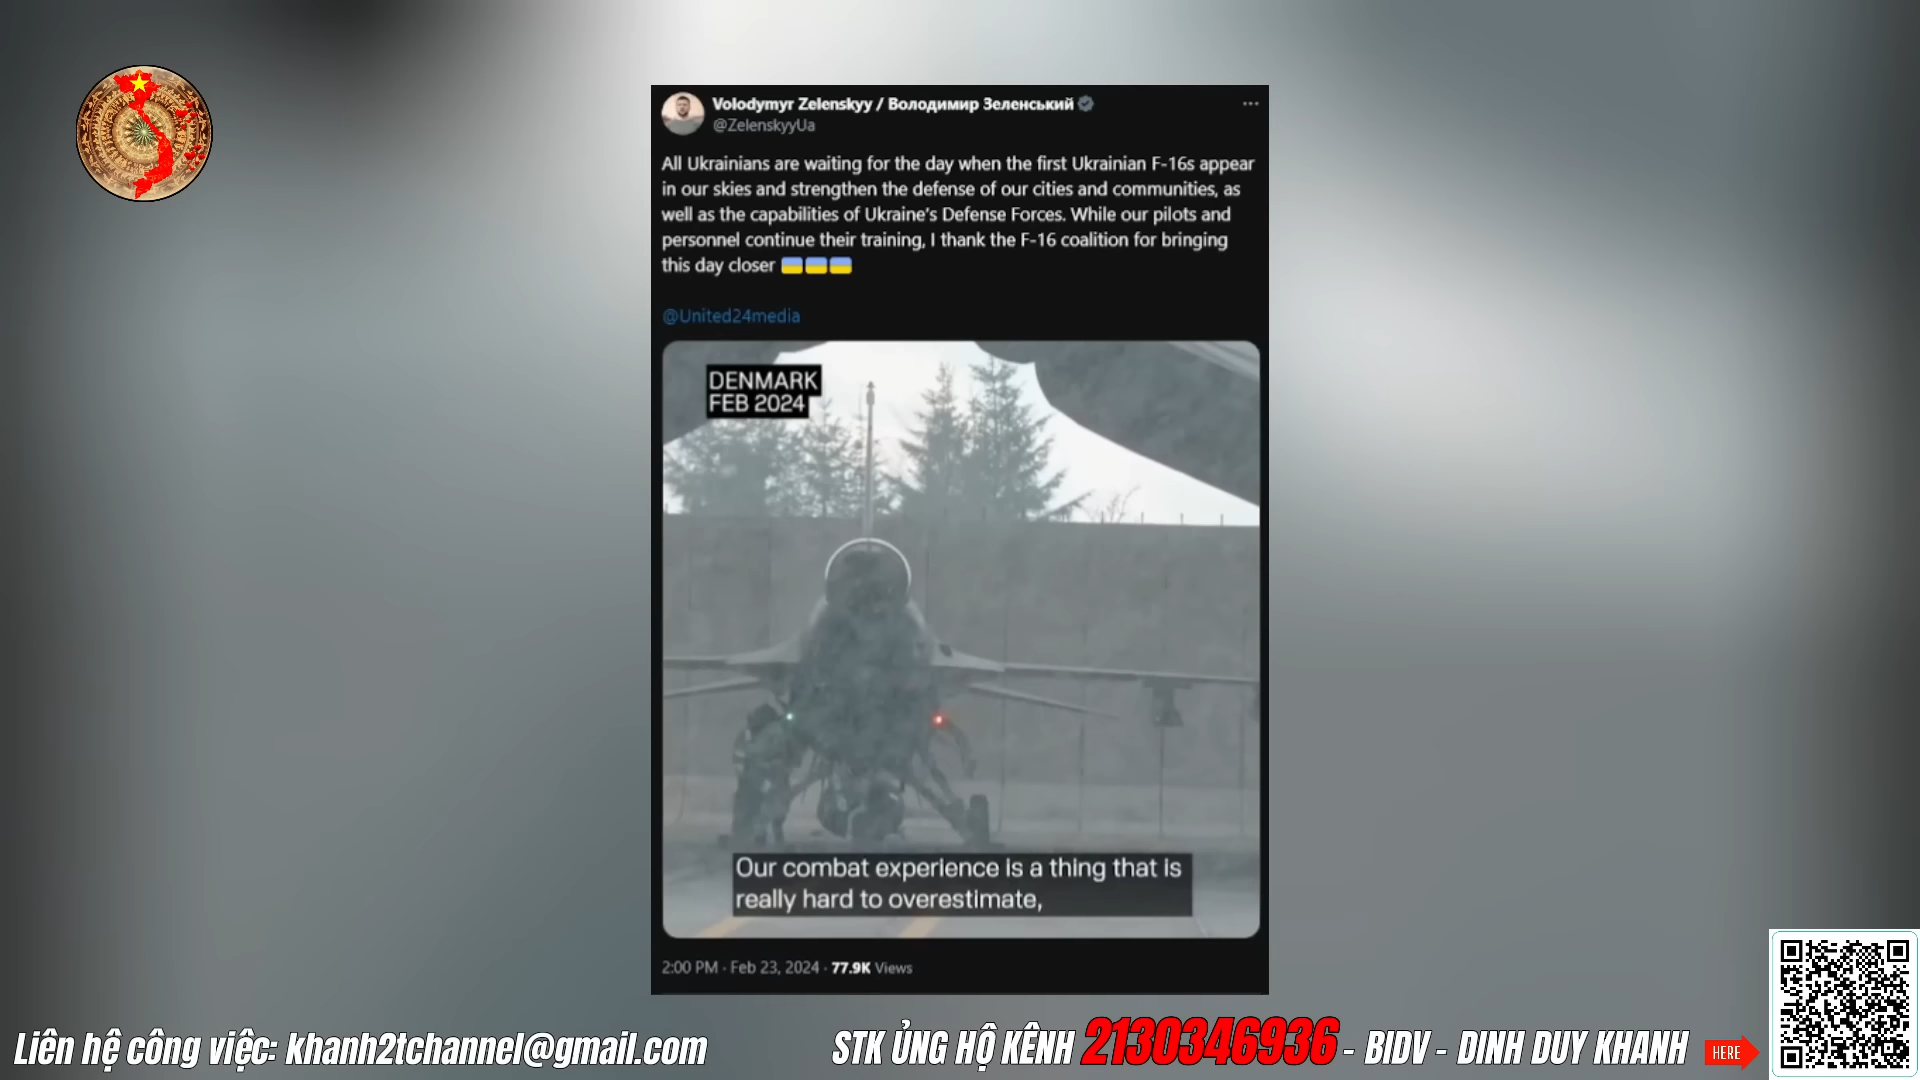 Volodymyr Zelenskyy / Володимир Зеленський
@ZelenskyyUa
All Ukrainians are waiting for the day when the first Ukrainian F-16s appear
in our skies and strengthen the defense of our cities and communities, as
well as the capabilities of Ukraine's Defense Forces. While our pilots and
personnel continue their training, I thank the F-16 coalition for bringing
this day closer 🇺🇦🇺🇦🇺🇦
@United24media
DENMARK
FEB 2024
Our combat experience is a thing that is
really hard to overestimate,
2:00 PM · Feb 23, 2024 · 77.9K Views
Liên hệ công việc: khanh2tchannel@gmail.com
STK ỦNG HỘ KÊNH 2130346936 - BIDV - DINH DUY KHANH
HERE